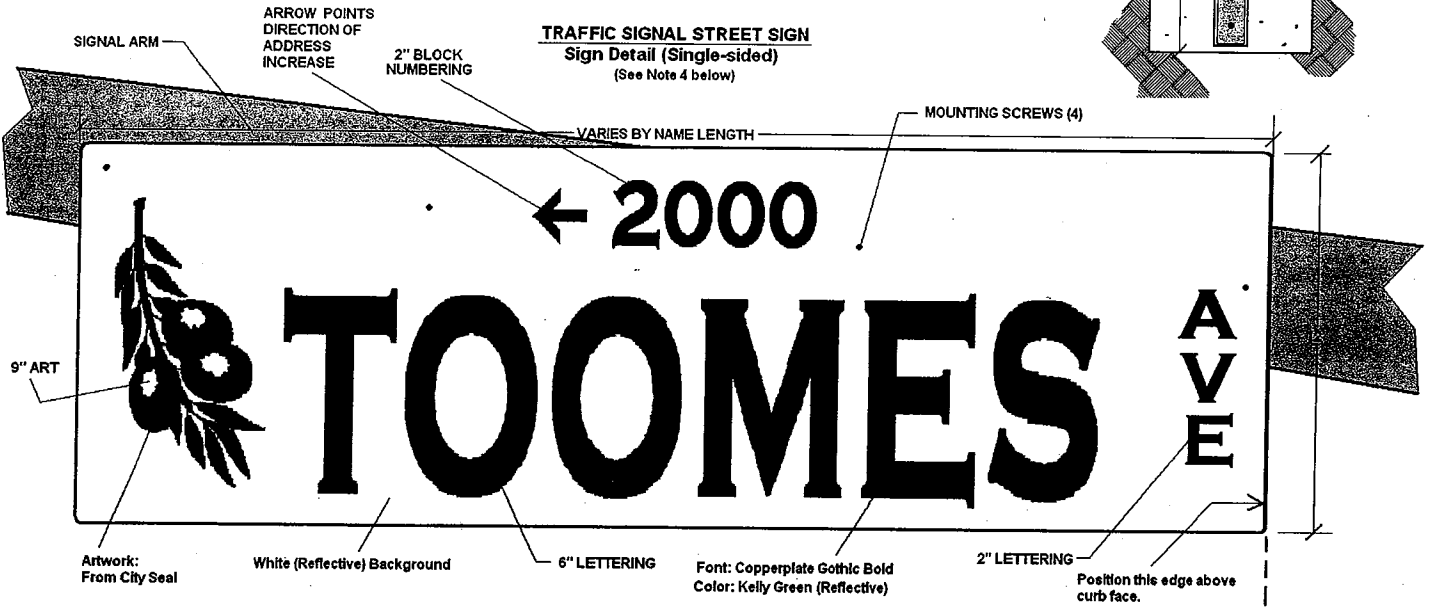 TRAFFIC SIGNAL STREET SIGN
Sign Detail (Single-sided)
(See Note 4 below)
ARROW POINTS
DIRECTION OF
ADDRESS
INCREASE
SIGNAL ARM
2" BLOCK
NUMBERING
MOUNTING SCREWS (4)
VARIES BY NAME LENGTH
← 2000
TOOMES
A
V
E
9" ART
Artwork:
From City Seal
White (Reflective) Background
6" LETTERING
Font: Copperplate Gothic Bold
Color: Kelly Green (Reflective)
2" LETTERING
Position this edge above
curb face.